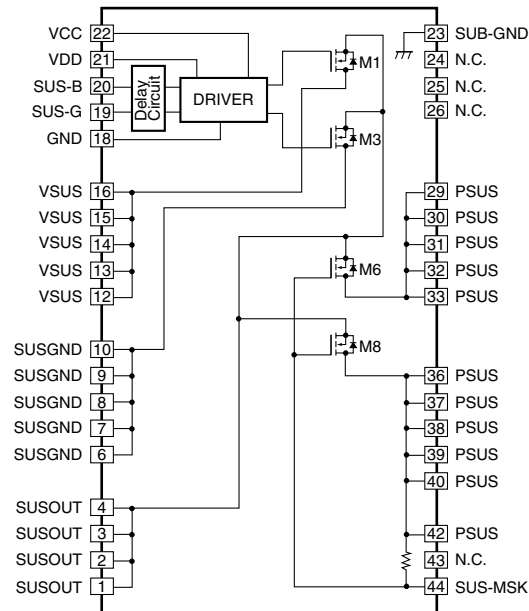 VCC 22
VDD 21
SUS-B 20
SUS-G 19
GND 18
VSUS 16
VSUS 15
VSUS 14
VSUS 13
VSUS 12
SUSGND 10
SUSGND 9
SUSGND 8
SUSGND 7
SUSGND 6
SUSOUT 4
SUSOUT 3
SUSOUT 2
SUSOUT 1
Delay
Circuit
DRIVER
M1
M3
M6
M8
23 SUB-GND
24 N.C.
25 N.C.
26 N.C.
29 PSUS
30 PSUS
31 PSUS
32 PSUS
33 PSUS
36 PSUS
37 PSUS
38 PSUS
39 PSUS
40 PSUS
42 PSUS
43 N.C.
44 SUS-MSK